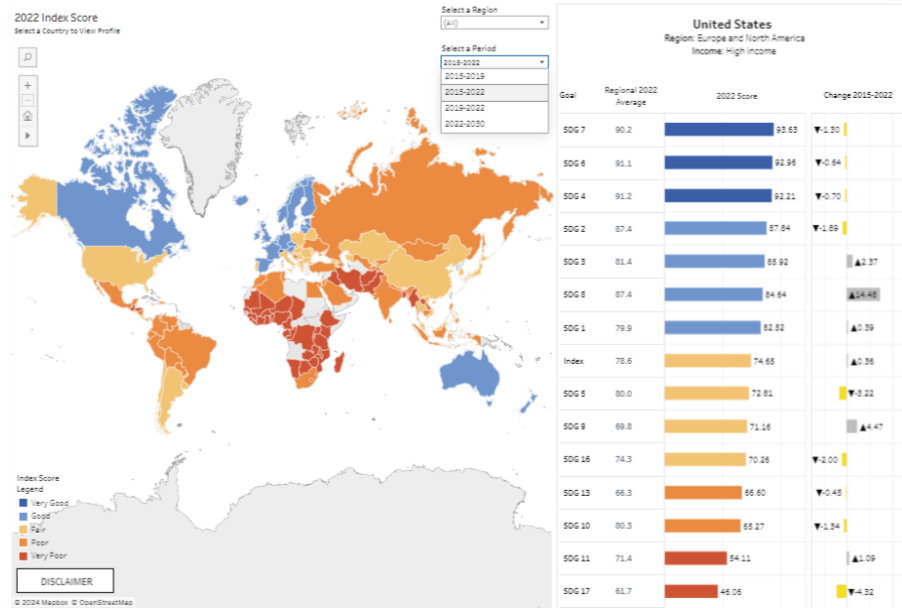 2022 Index Score
Select a Country to View Profile
Select a Region
(All)
Select a Period
2015-2022
2015-2019
2015-2022
2019-2022
2022-2030
Index Score
Legend
Very Good
Good
Fair
Poor
Very Poor
DISCLAIMER
© 2024 Mapbox © OpenStreetMap
United States
Region: Europe and North America
Income: High income
Goal Regional 2022 Average 2022 Score Change 2015-2022
SDG 7 90.2 93.63 ▼-1.30
SDG 6 91.1 92.96 ▼-0.64
SDG 4 91.2 92.21 ▼-0.70
SDG 2 87.4 87.84 ▼-1.89
SDG 3 81.4 85.92 ▲2.37
SDG 8 87.4 84.64 ▲14.46
SDG 1 79.9 82.52 ▲0.39
Index 78.6 74.65 ▲0.36
SDG 5 80.0 72.81 ▼-3.22
SDG 9 69.8 71.16 ▲4.47
SDG 16 74.3 70.26 ▼-2.00
SDG 13 66.3 66.60 ▼-0.45
SDG 10 80.3 65.27 ▼-1.34
SDG 11 71.4 54.11 ▲1.09
SDG 17 61.7 46.06 ▼-4.32